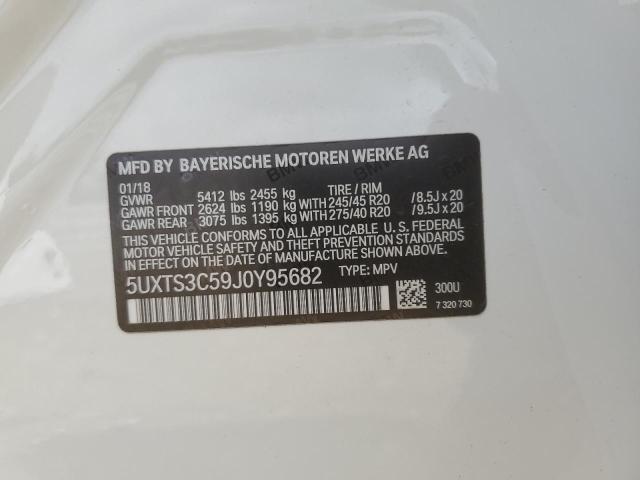 MFD BY BAYERISCHE MOTOREN WERKE AG
01/18
GVWR 5412 lbs 2455 kg TIRE / RIM
GAWR FRONT 2624 lbs 1190 kg WITH 245/45 R20 /8.5J x 20
GAWR REAR 3075 lbs 1395 kg WITH 275/40 R20 /9.5J x 20
THIS VEHICLE CONFORMS TO ALL APPLICABLE U.S. FEDERAL
MOTOR VEHICLE SAFETY, BUMPER, AND THEFT PREVENTION
STANDARDS IN EFFECT ON THE DATE OF MANUFACTURE SHOWN ABOVE.
5UXTS3C59J0Y95682 TYPE: MPV
300U
7 320 730